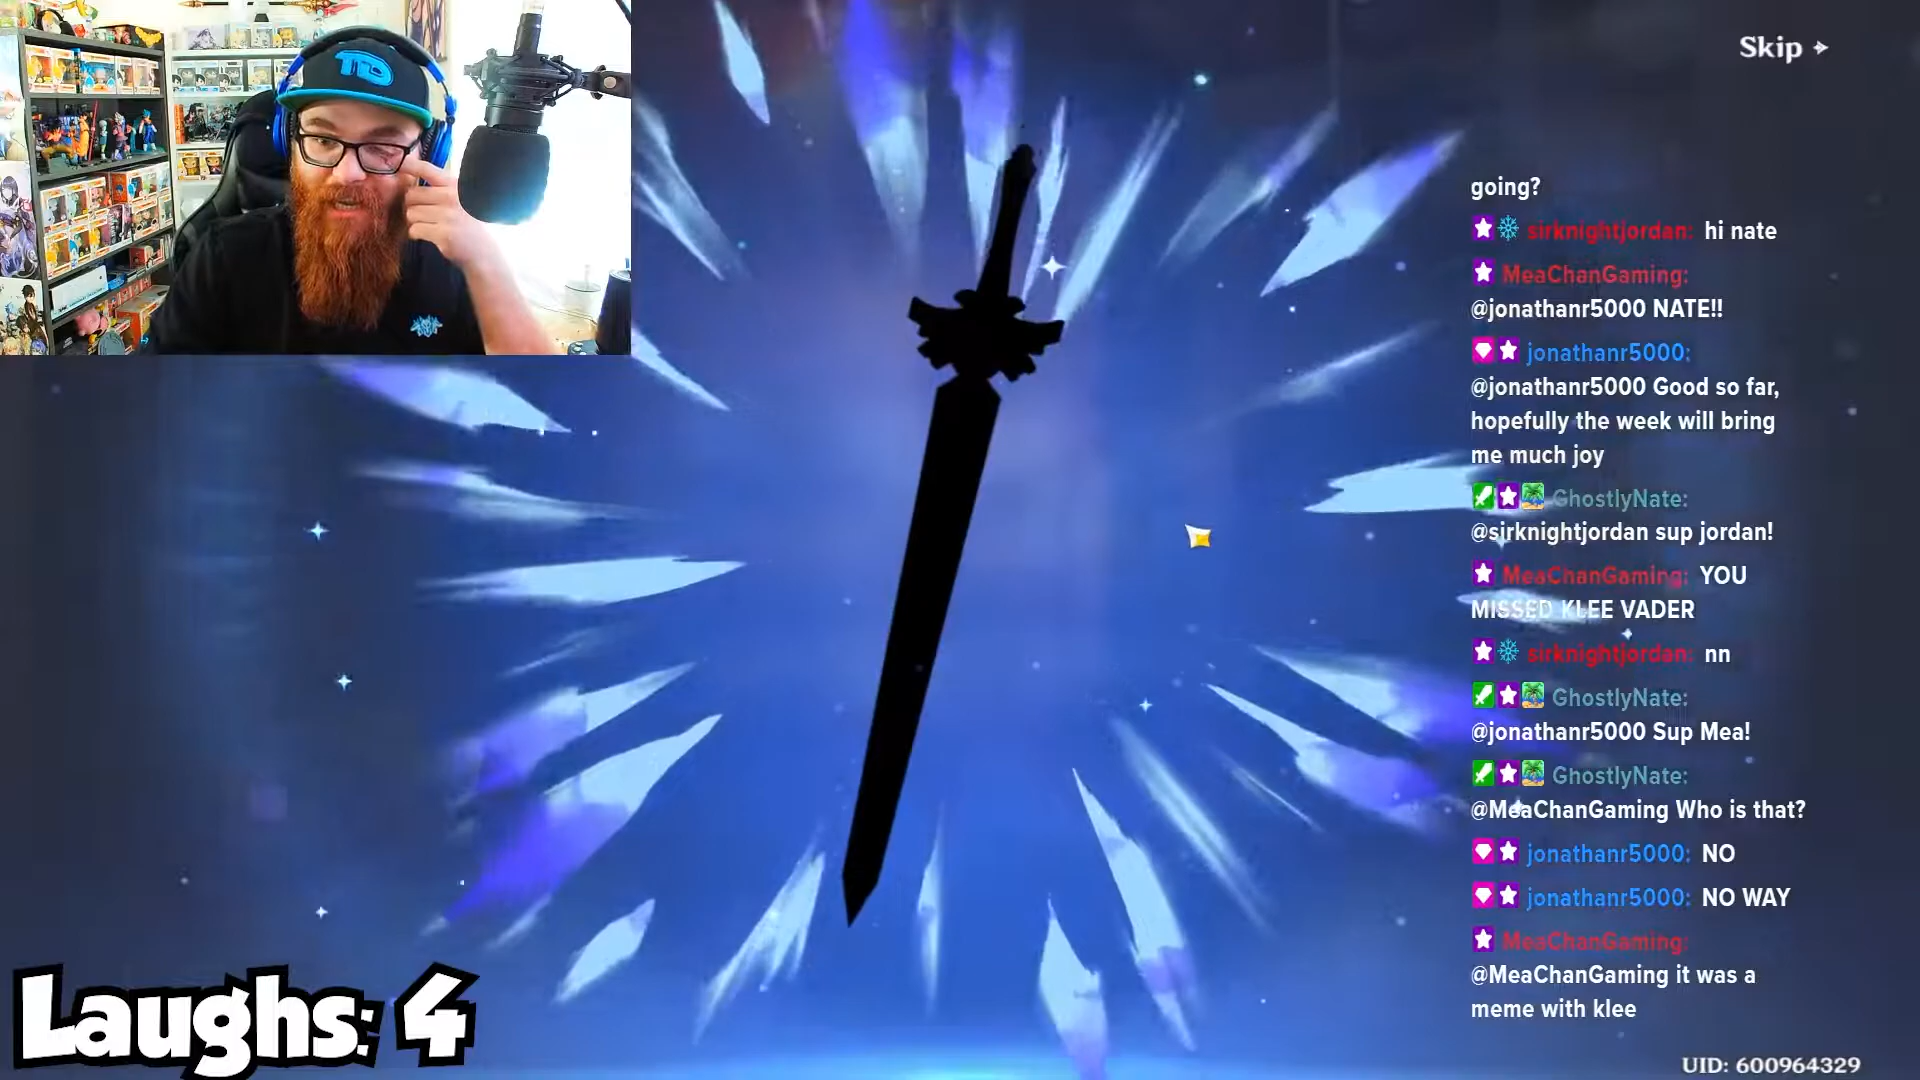 TD
Skip
going?
sirknightjordan: hi nate
MeaChanGaming:
@jonathanr5000 NATE!!
jonathanr5000:
@jonathanr5000 Good so far,
hopefully the week will bring
me much joy
GhostlyNate:
@sirknightjordan sup jordan!
MeaChanGaming: YOU
MISSED KLEE VADER
sirknightjordan: nn
GhostlyNate:
@jonathanr5000 Sup Mea!
GhostlyNate:
@MeaChanGaming Who is that?
jonathanr5000: NO
jonathanr5000: NO WAY
MeaChanGaming:
@MeaChanGaming it was a
meme with klee
Laughs: 4
UID: 600964329